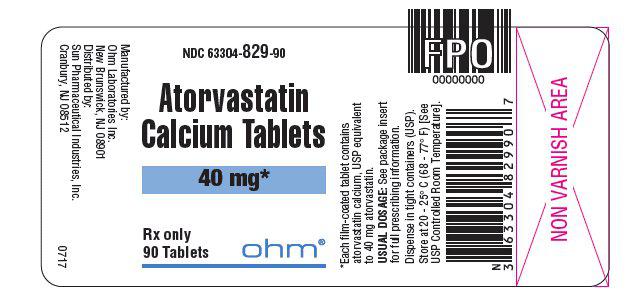 Manufactured by:
Ohm Laboratories Inc.
New Brunswick, NJ 08901
Distributed by:
Sun Pharmaceutical Industries, Inc.
Cranbury, NJ 08512
0717
NDC 63304-829-90
Atorvastatin
Calcium Tablets
40 mg*
Rx only
90 Tablets
ohm®
*Each film-coated tablet contains
atorvastatin calcium, USP equivalent
to 40 mg atorvastatin.
USUAL DOSAGE: See package insert
for full prescribing information.
Dispense in tight containers (USP).
Store at 20 - 25° C (68 - 77° F) [See
USP Controlled Room Temperature].
FPO
00000000
N
3 63304 82990 7
NON VARNISH AREA